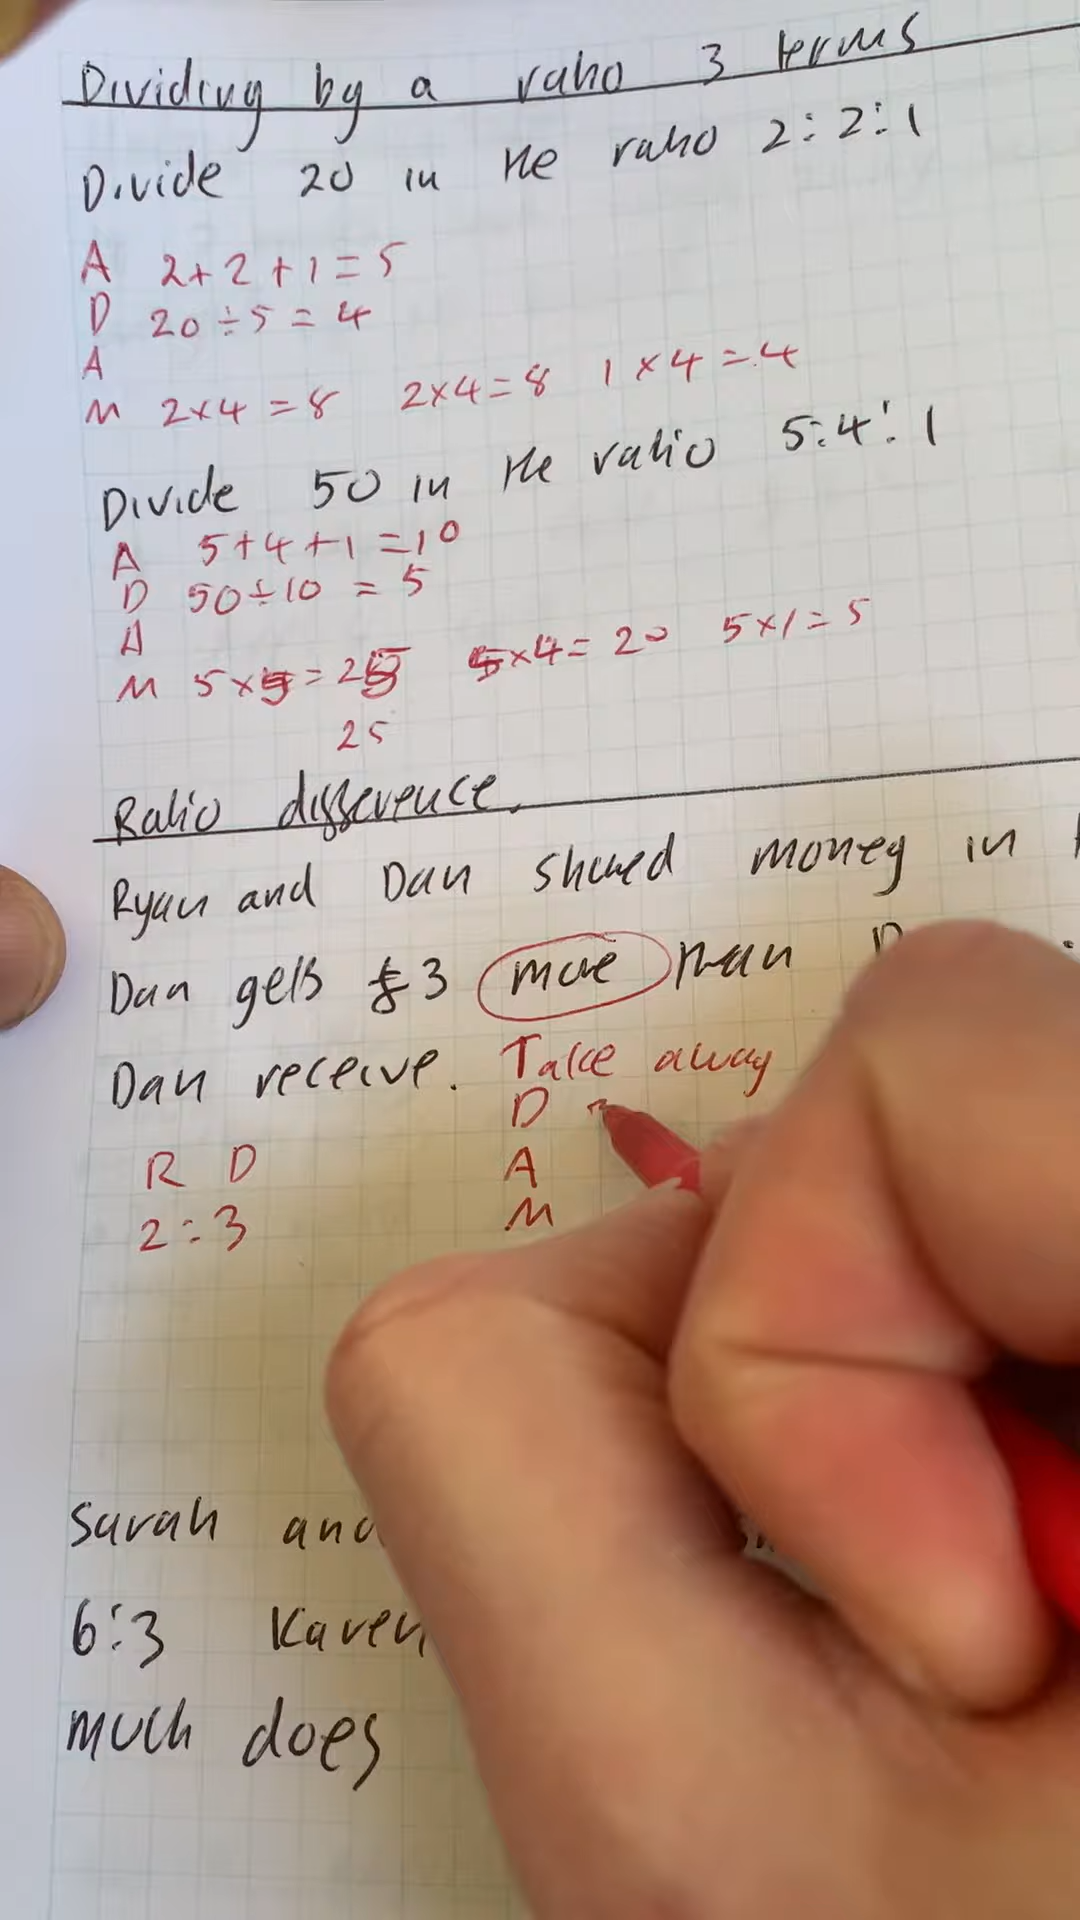 Dividing by a ratio 3 terms
Divide 20 in the ratio 2:2:1
A 2+2+1=5
D 20÷5=4
A
M 2×4=8 2×4=8 1×4=4
Divide 50 in the ratio 5:4:1
A 5+4+1=10
D 50÷10=5
A
M 5×5=25 5×4=20 5×1=5
25
Ratio difference.
Ryan and Dan shared money in
Dan gets £3 more than
Dan receive. Take away
D
R D A
2:3 M
Sarah and
6:3 Karen
much does